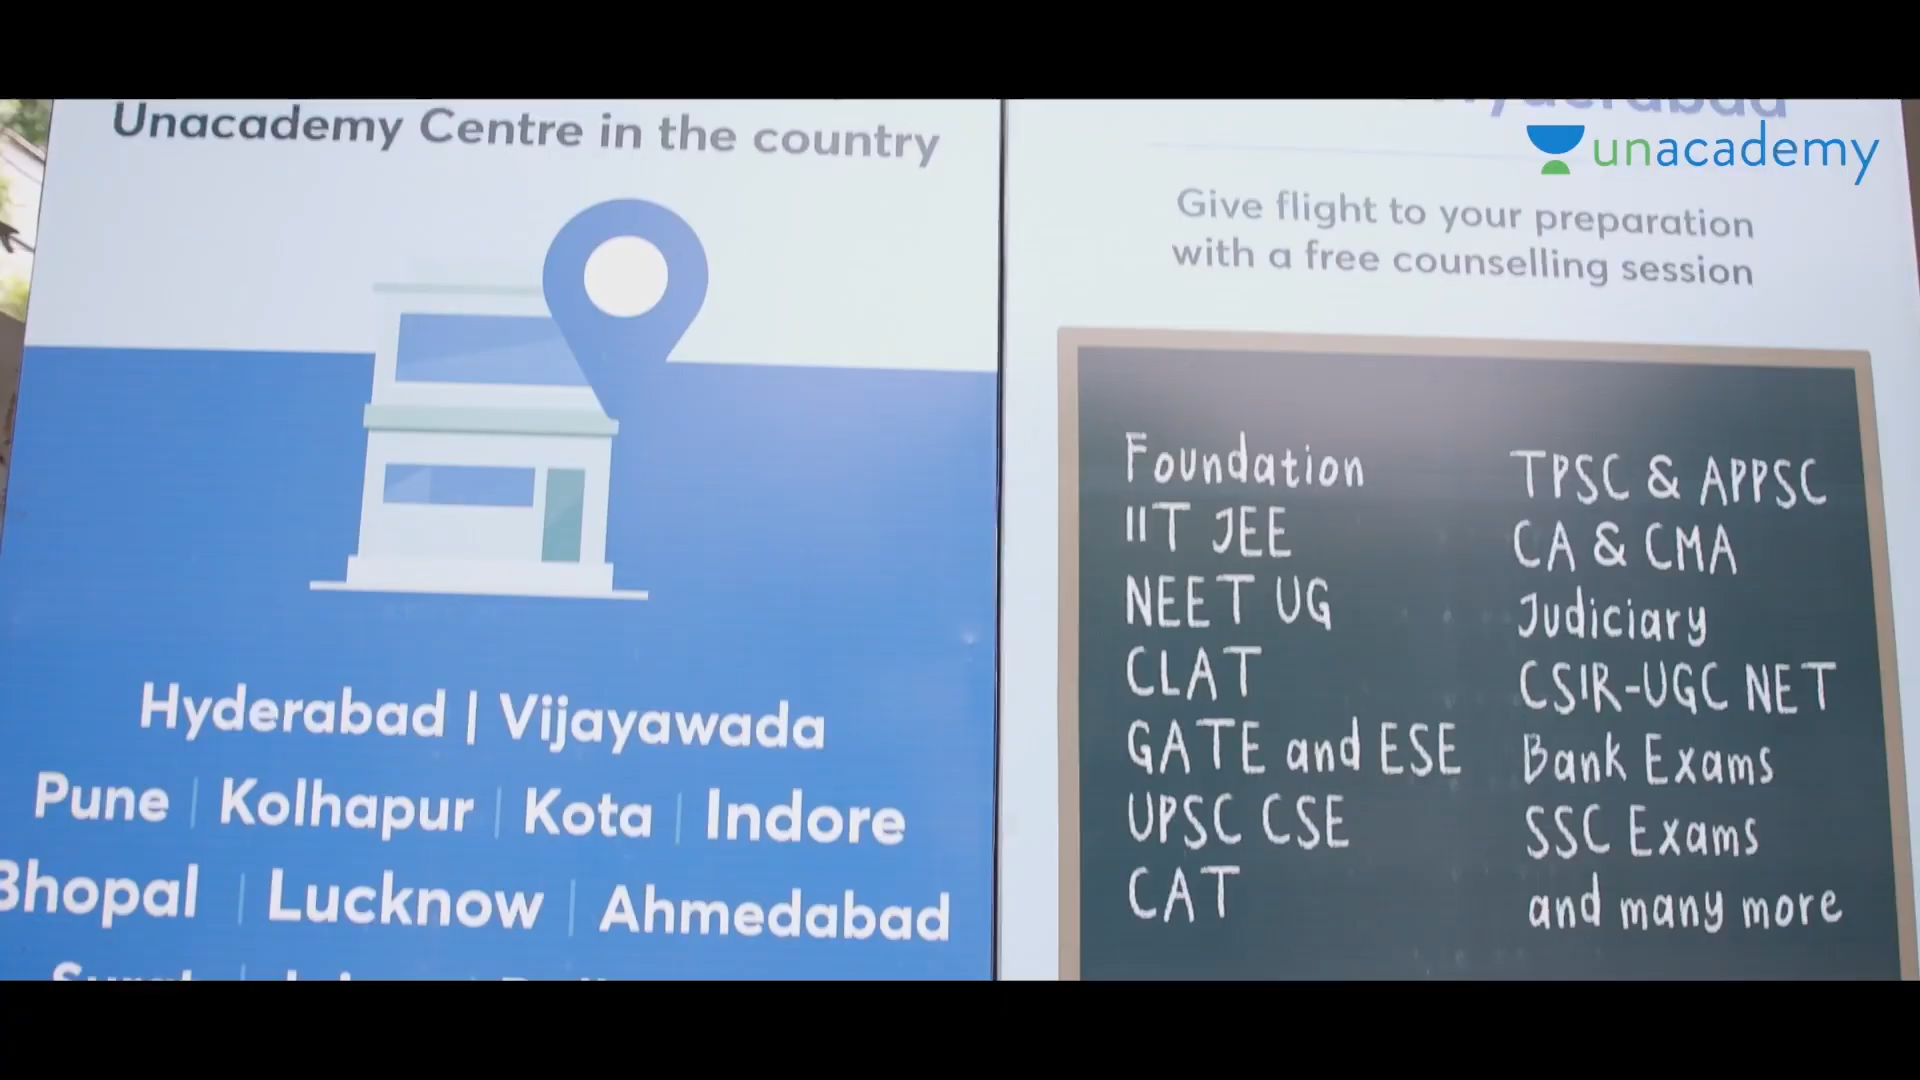 Unacademy Centre in the country
Hyderabad | Vijayawada
Pune | Kolhapur | Kota | Indore
Bhopal | Lucknow | Ahmedabad
Hyderabad
unacademy
Give flight to your preparation
with a free counselling session
Foundation
IIT JEE
NEET UG
CLAT
GATE and ESE
UPSC CSE
CAT
TPSC & APPSC
CA & CMA
Judiciary
CSIR-UGC NET
Bank Exams
SSC Exams
and many more